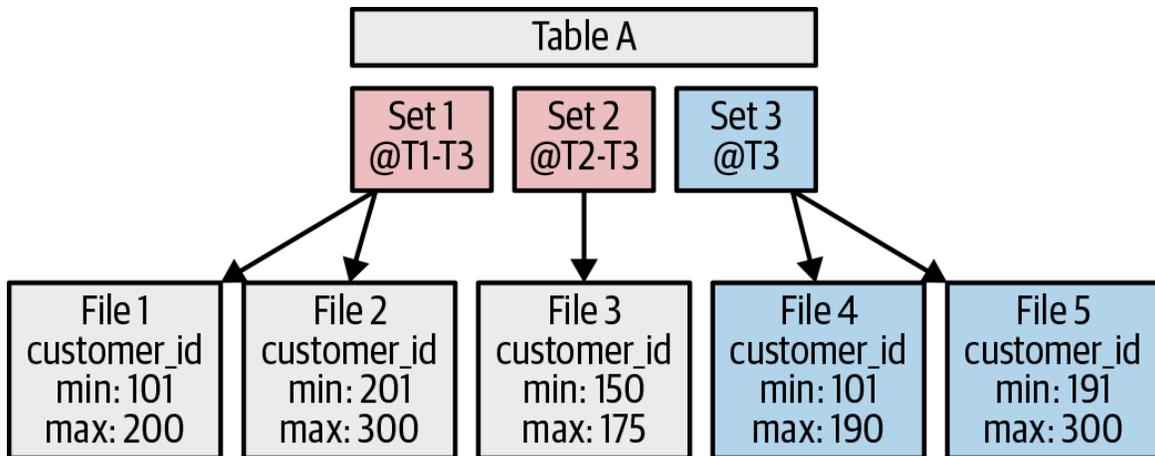 Table A
Set 1
@T1-T3
Set 2
@T2-T3
Set 3
@T3
File 1
customer_id
min: 101
max: 200
File 2
customer_id
min: 201
max: 300
File 3
customer_id
min: 150
max: 175
File 4
customer_id
min: 101
max: 190
File 5
customer_id
min: 191
max: 300